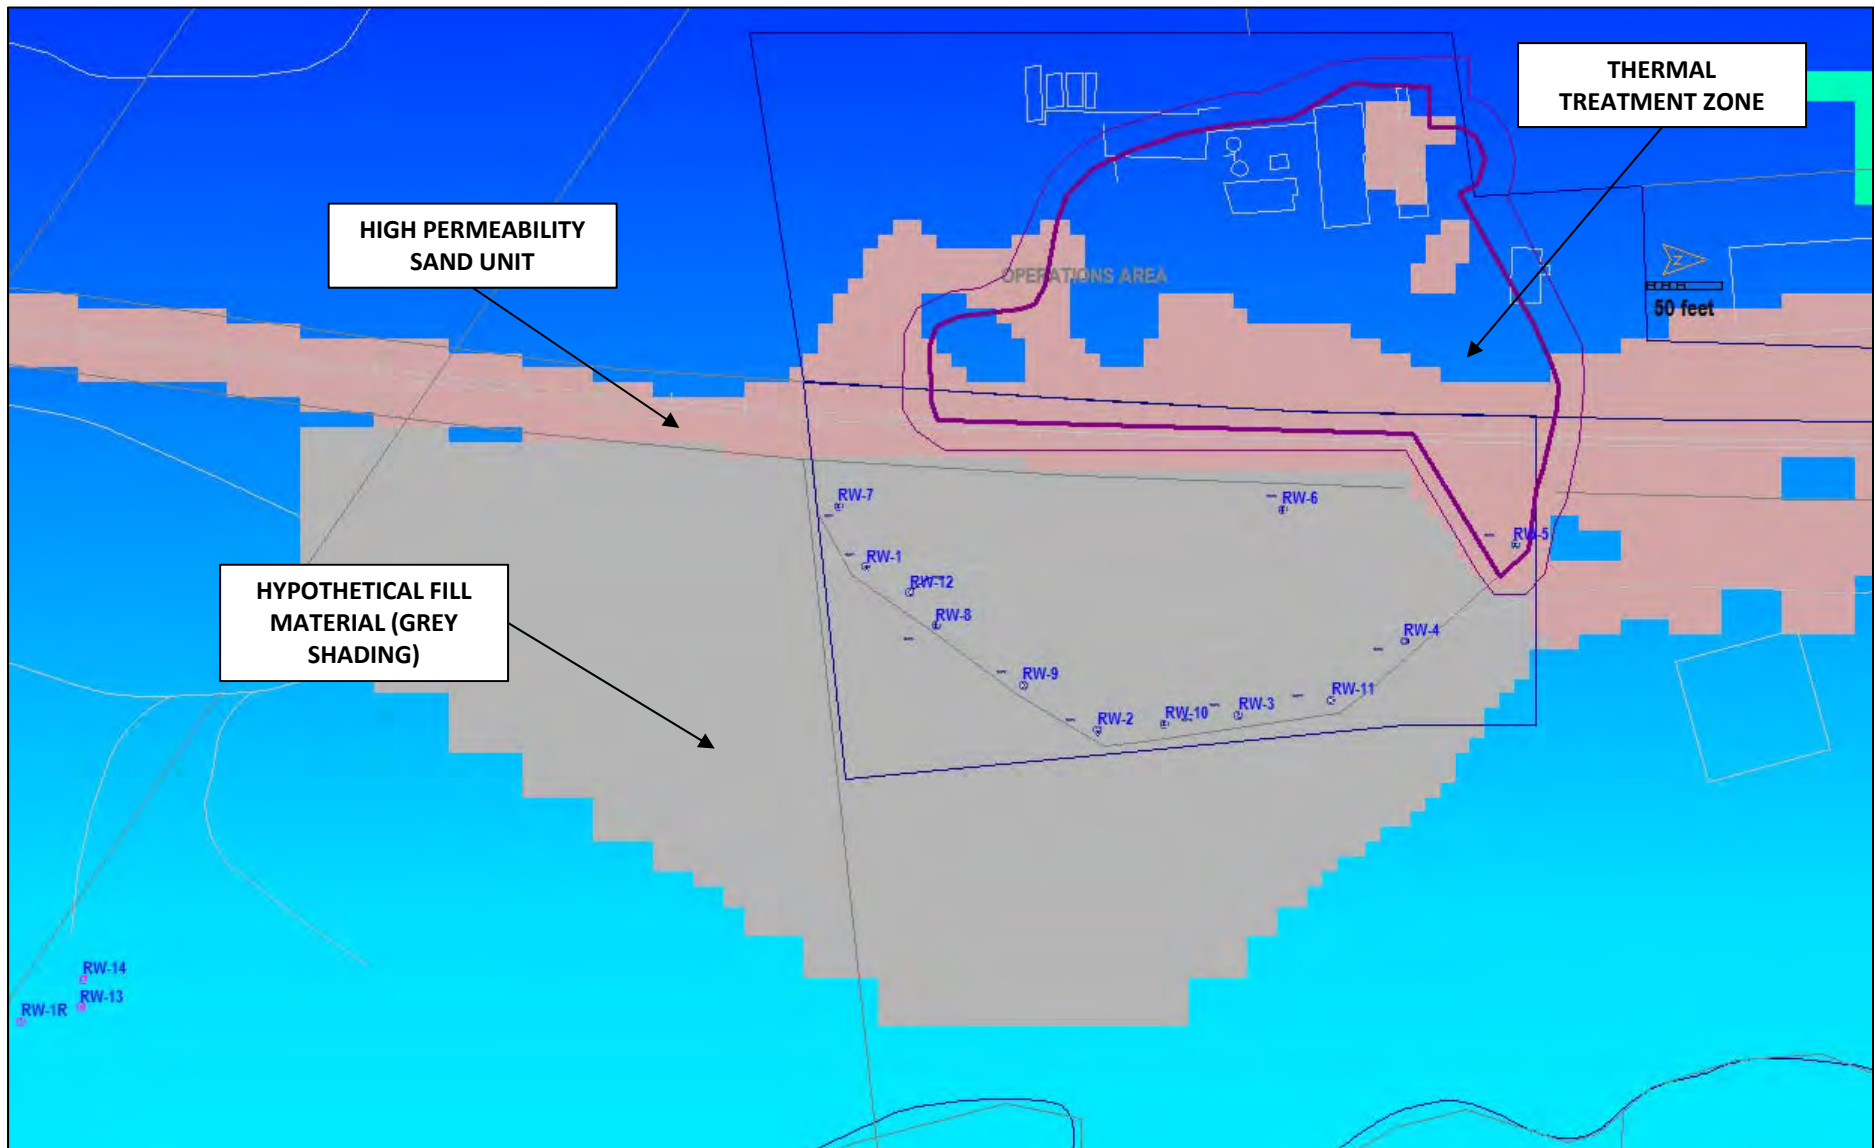 THERMAL
TREATMENT ZONE
HIGH PERMEABILITY
SAND UNIT
OPERATIONS AREA
Z
50 feet
RW-7
RW-6
RW-5
RW-1
RW-12
RW-8
HYPOTHETICAL FILL
MATERIAL (GREY
SHADING)
RW-4
RW-9
RW-11
RW-2
RW-10
RW-3
RW-14
RW-13
RW-1R